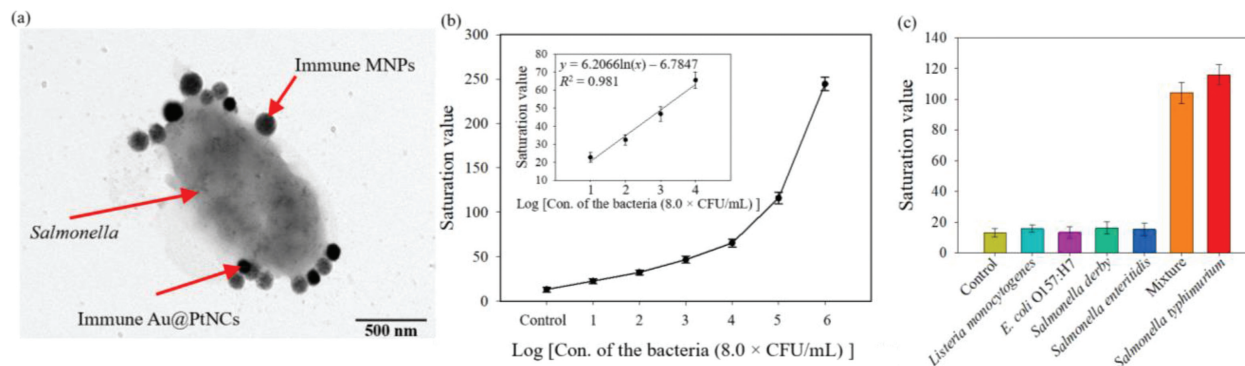 (a)
Immune MNPs
Salmonella
Immune Au@PtNCs
500 nm
(b)
Saturation value
300
250
200
150
100
50
0
Control 1 2 3 4 5 6
Log [Con. of the bacteria (8.0 × CFU/mL) ]
y = 6.2066ln(x) − 6.7847
R² = 0.981
Saturation value
80
70
60
50
40
30
20
10
1 2 3 4
Log [Con. of the bacteria (8.0 × CFU/mL) ]
(c)
Saturation value
140
120
100
80
60
40
20
0
Control
Listeria monocytogenes
E. coli O157:H7
Salmonella derby
Salmonella enteritidis
Mixture
Salmonella typhimurium